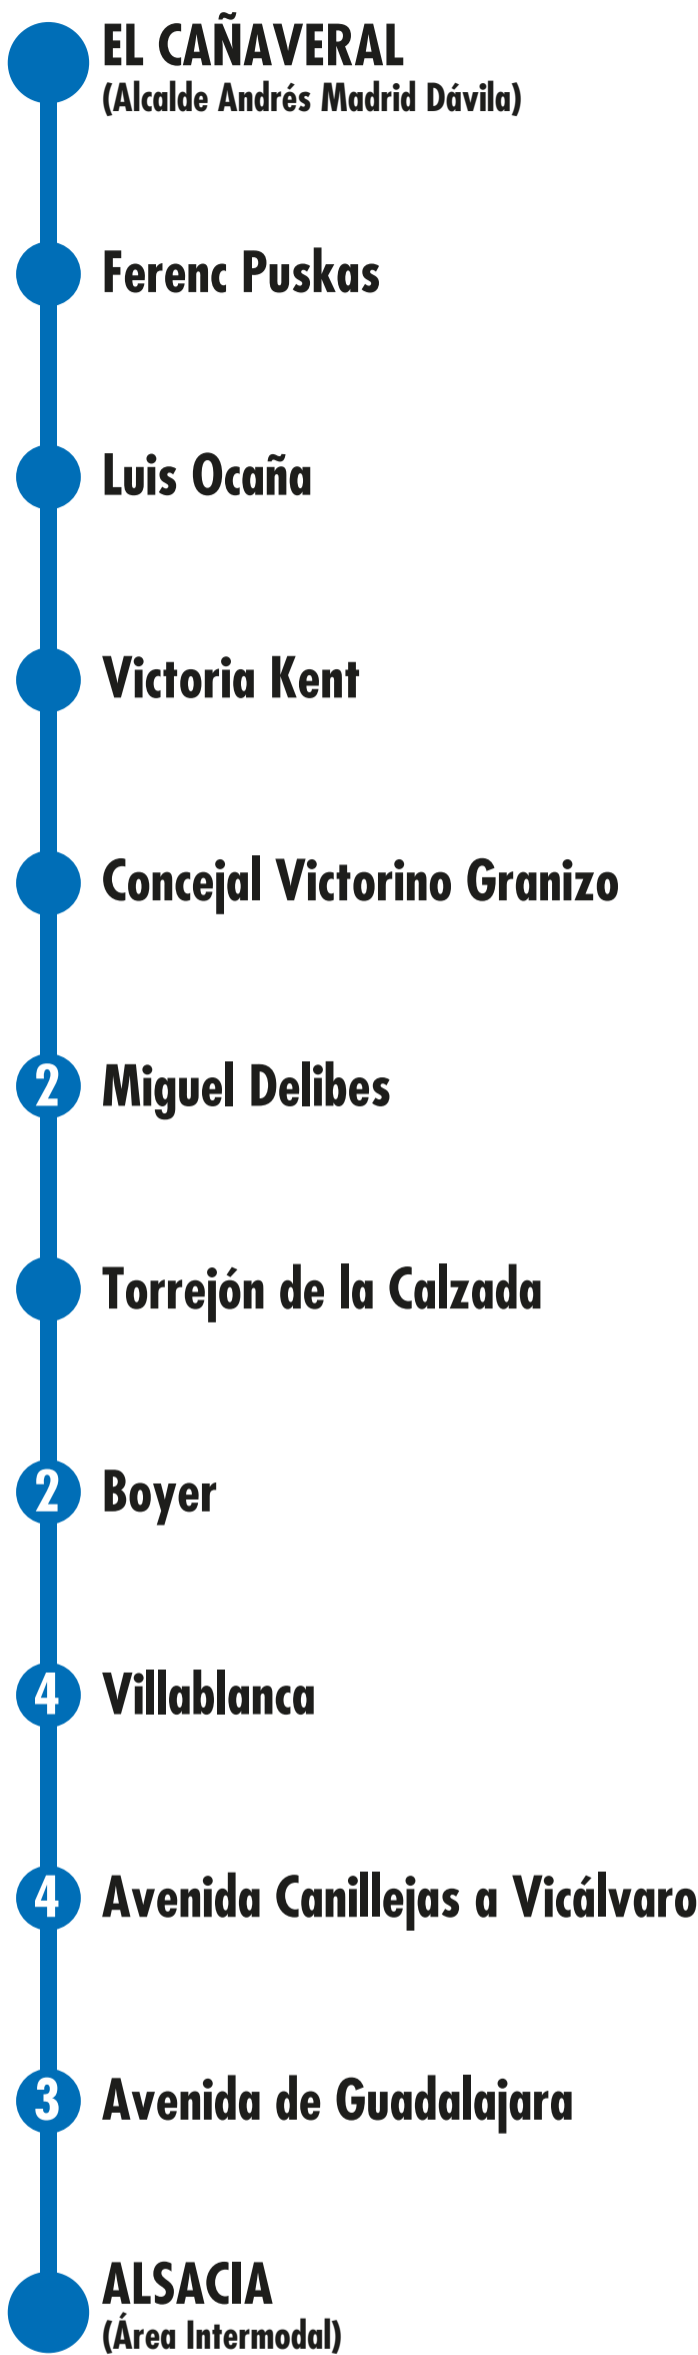 EL CAÑAVERAL
(Alcalde Andrés Madrid Dávila)
Ferenc Puskas
Luis Ocaña
Victoria Kent
Concejal Victorino Granizo
2 Miguel Delibes
Torrejón de la Calzada
2 Boyer
4 Villablanca
4 Avenida Canillejas a Vicálvaro
3 Avenida de Guadalajara
ALSACIA
(Área Intermodal)